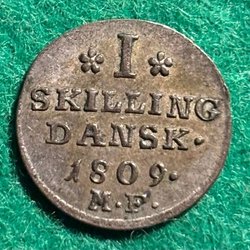 I
SKILLING
DANSK.
1809.
M.F.